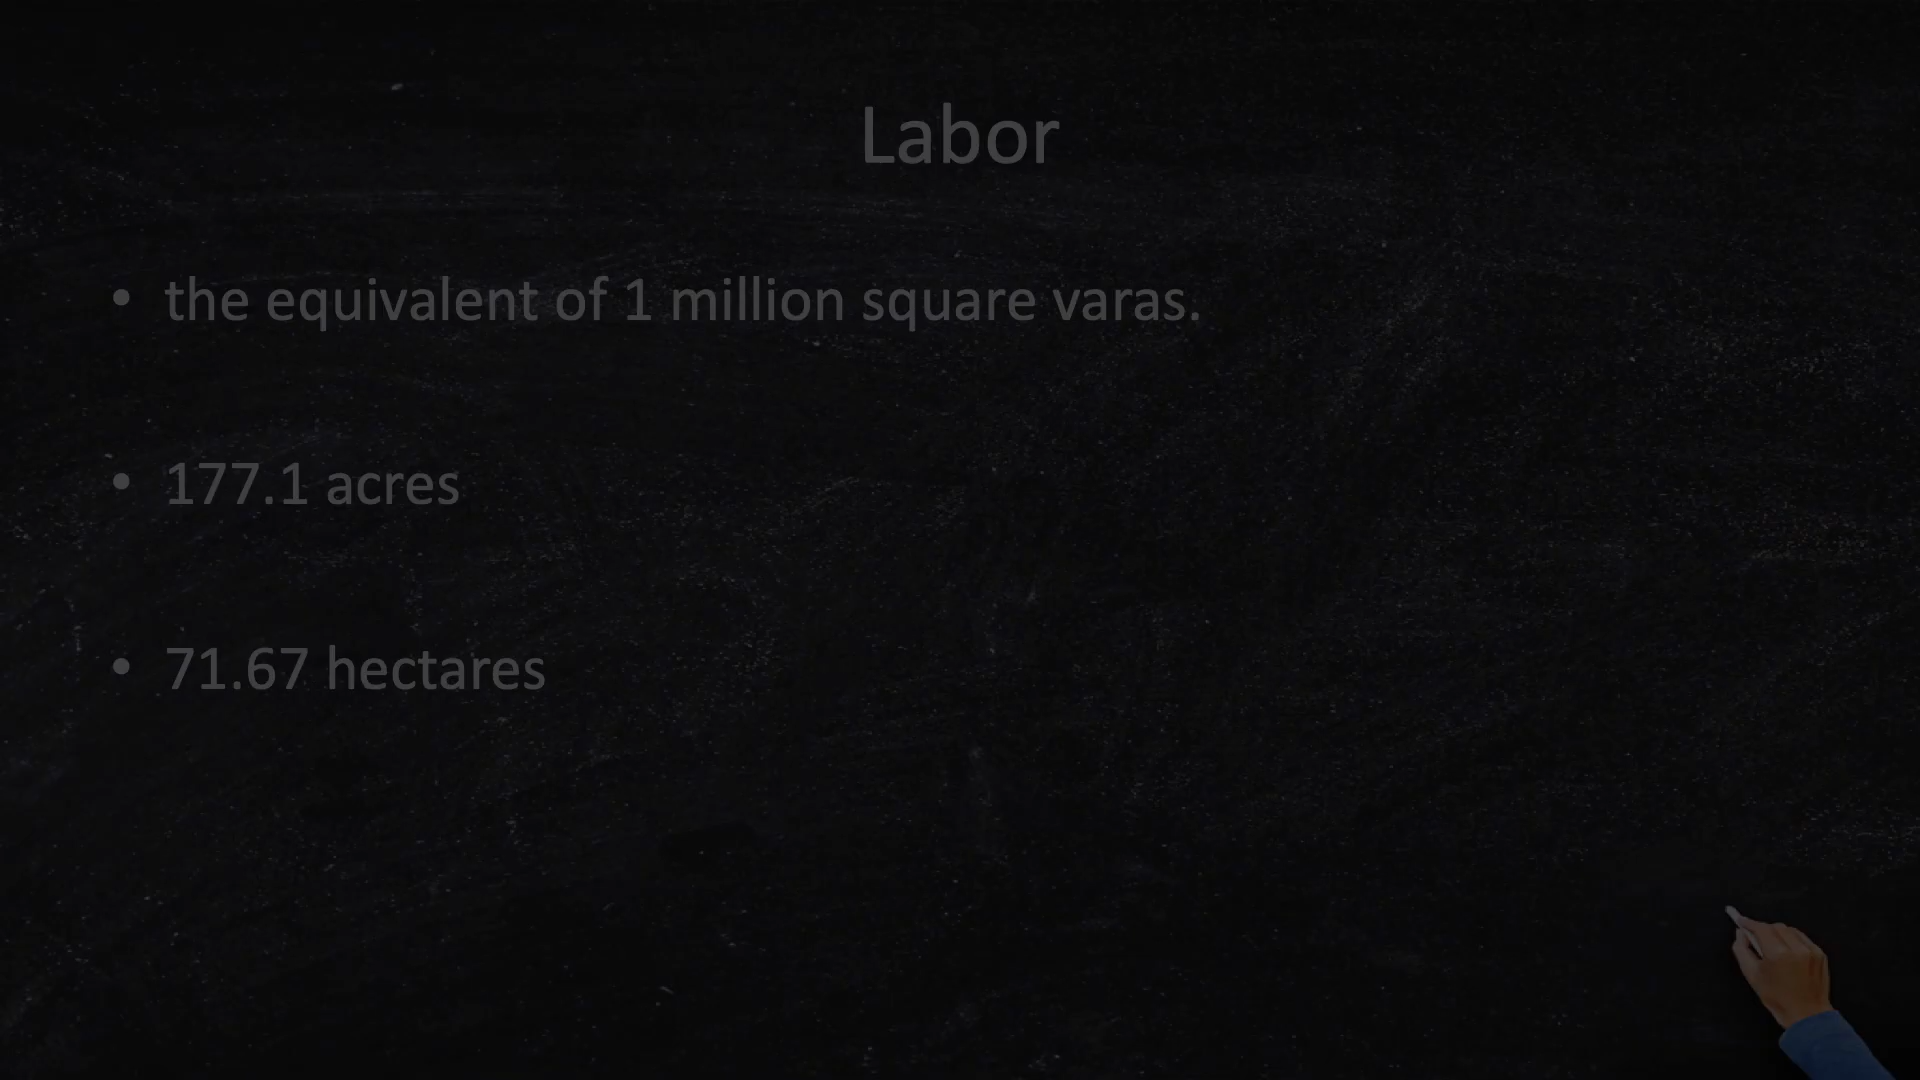 Labor
• the equivalent of 1 million square varas.
• 177.1 acres
• 71.67 hectares